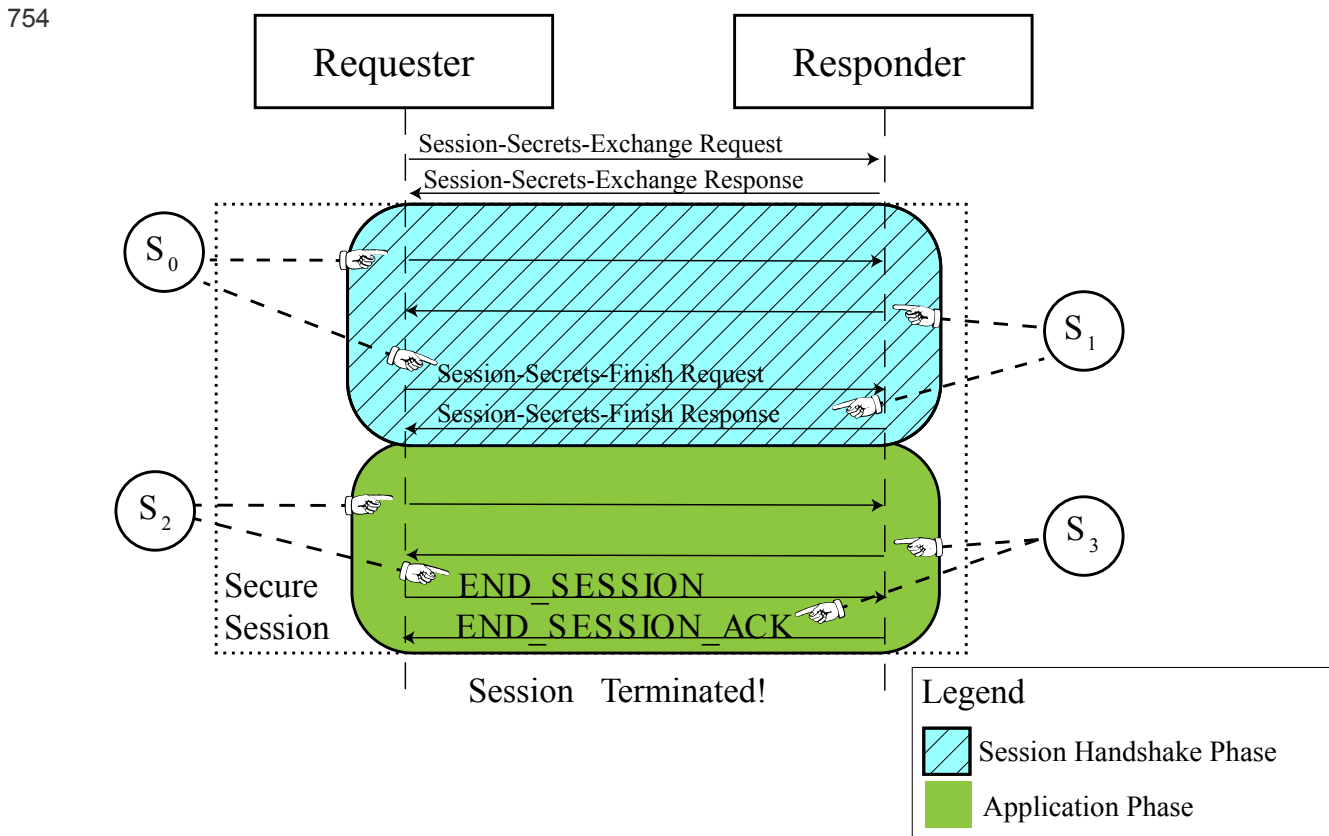 754
Requester
Responder
Session-Secrets-Exchange Request
Session-Secrets-Exchange Response
S0
S1
Session-Secrets-Finish Request
Session-Secrets-Finish Response
S2
S3
Secure
Session
END_SESSION
END_SESSION_ACK
Session Terminated!
Legend
Session Handshake Phase
Application Phase